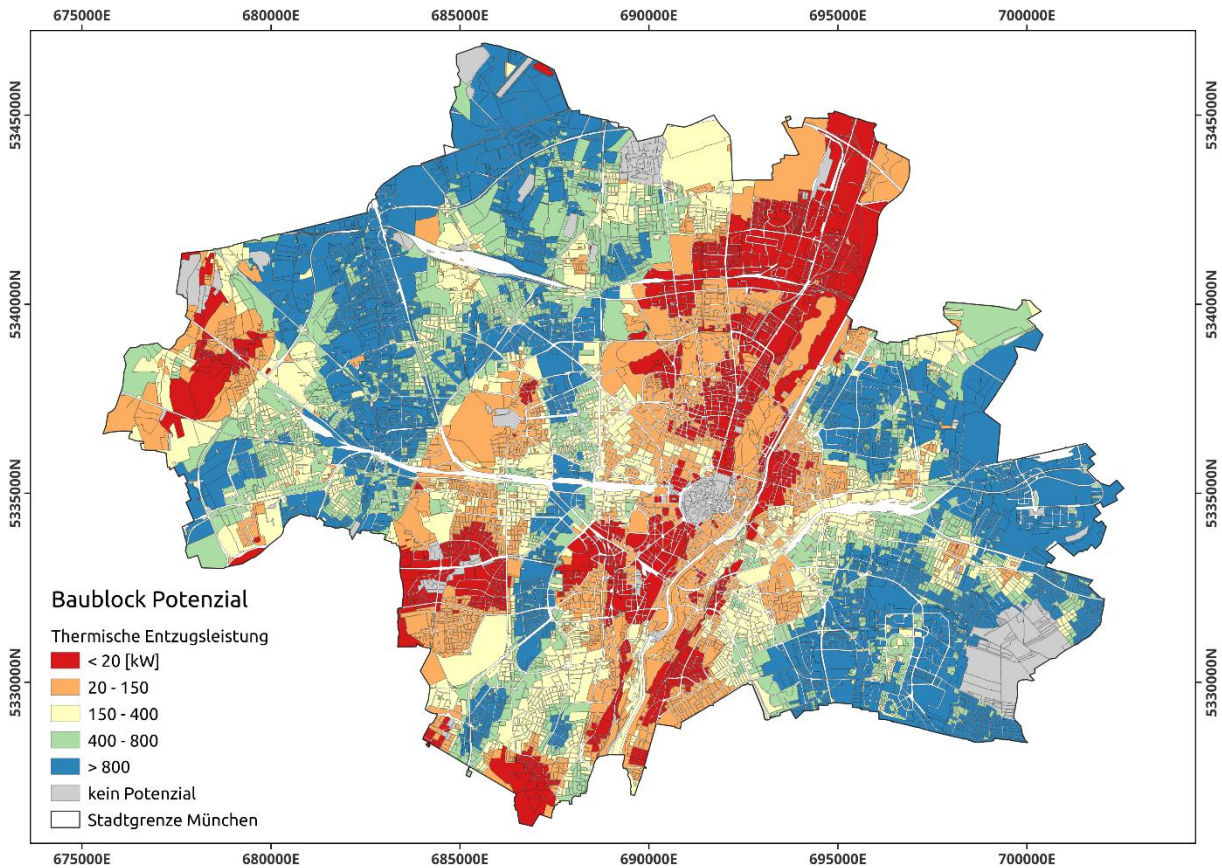 675000E 680000E 685000E 690000E 695000E 700000E
5345000N 5345000N
5340000N 5340000N
5335000N 5335000N
5330000N 5330000N
Baublock Potenzial
Thermische Entzugsleistung
< 20 [kW]
20 - 150
150 - 400
400 - 800
> 800
kein Potenzial
Stadtgrenze München
675000E 680000E 685000E 690000E 695000E 700000E